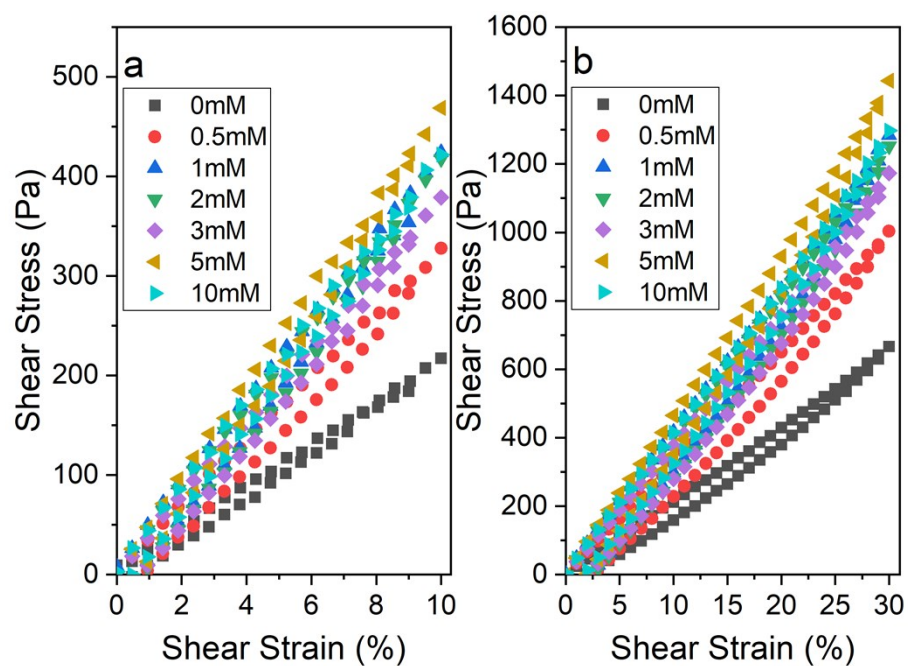 a
0mM
0.5mM
1mM
2mM
3mM
5mM
10mM
Shear Stress (Pa)
500
400
300
200
100
0
0 2 4 6 8 10
Shear Strain (%)
b
0mM
0.5mM
1mM
2mM
3mM
5mM
10mM
Shear Stress (Pa)
1600
1400
1200
1000
800
600
400
200
0
0 5 10 15 20 25 30
Shear Strain (%)